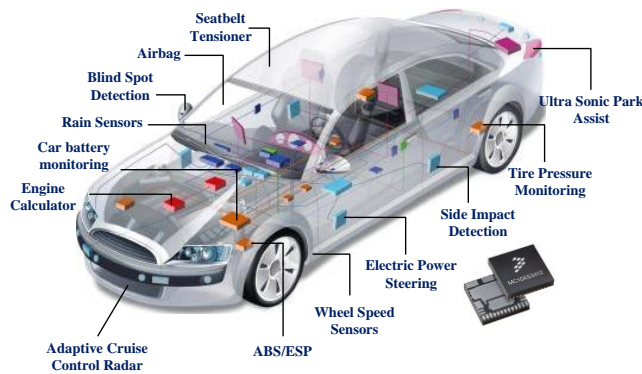 Seatbelt
Tensioner
Airbag
Blind Spot
Detection
Rain Sensors
Car battery
monitoring
Engine
Calculator
Ultra Sonic Park
Assist
Tire Pressure
Monitoring
Side Impact
Detection
Electric Power
Steering
Wheel Speed
Sensors
ABS/ESP
Adaptive Cruise
Control Radar